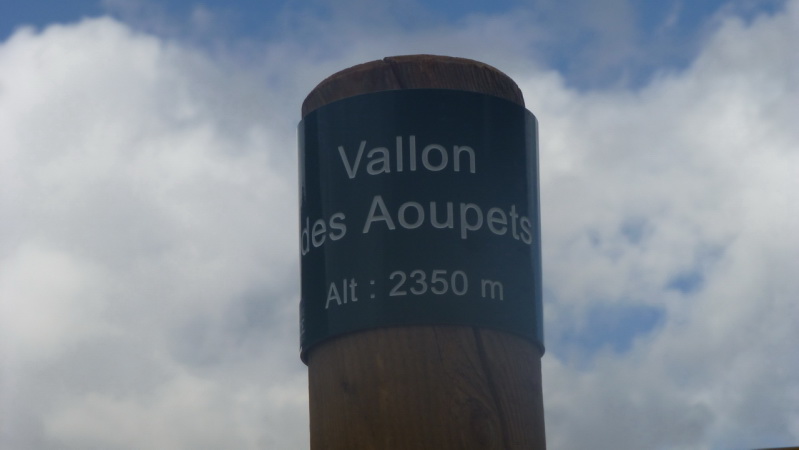 Vallon
des Aoupets
Alt : 2350 m